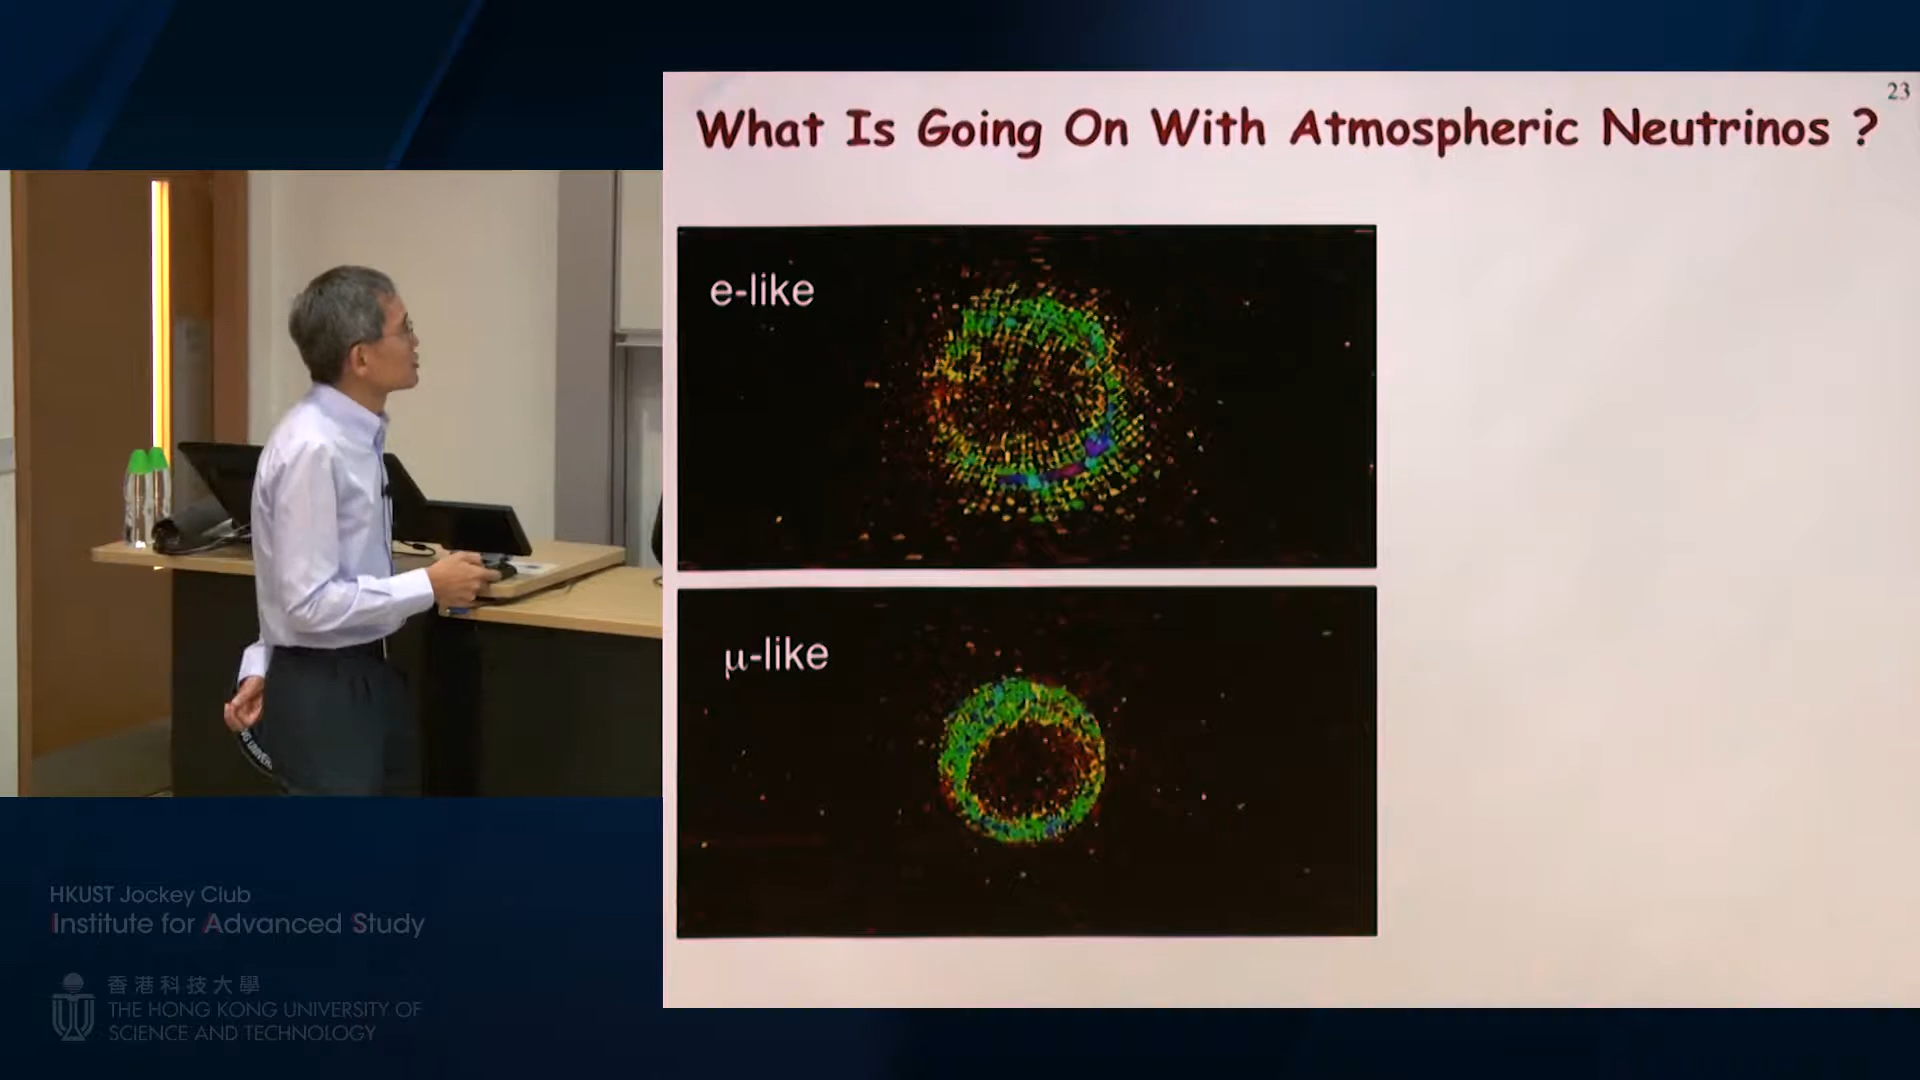 23
What Is Going On With Atmospheric Neutrinos ?
e-like
μ-like
HKUST Jockey Club
Institute for Advanced Study
香港科技大學
THE HONG KONG UNIVERSITY OF
SCIENCE AND TECHNOLOGY